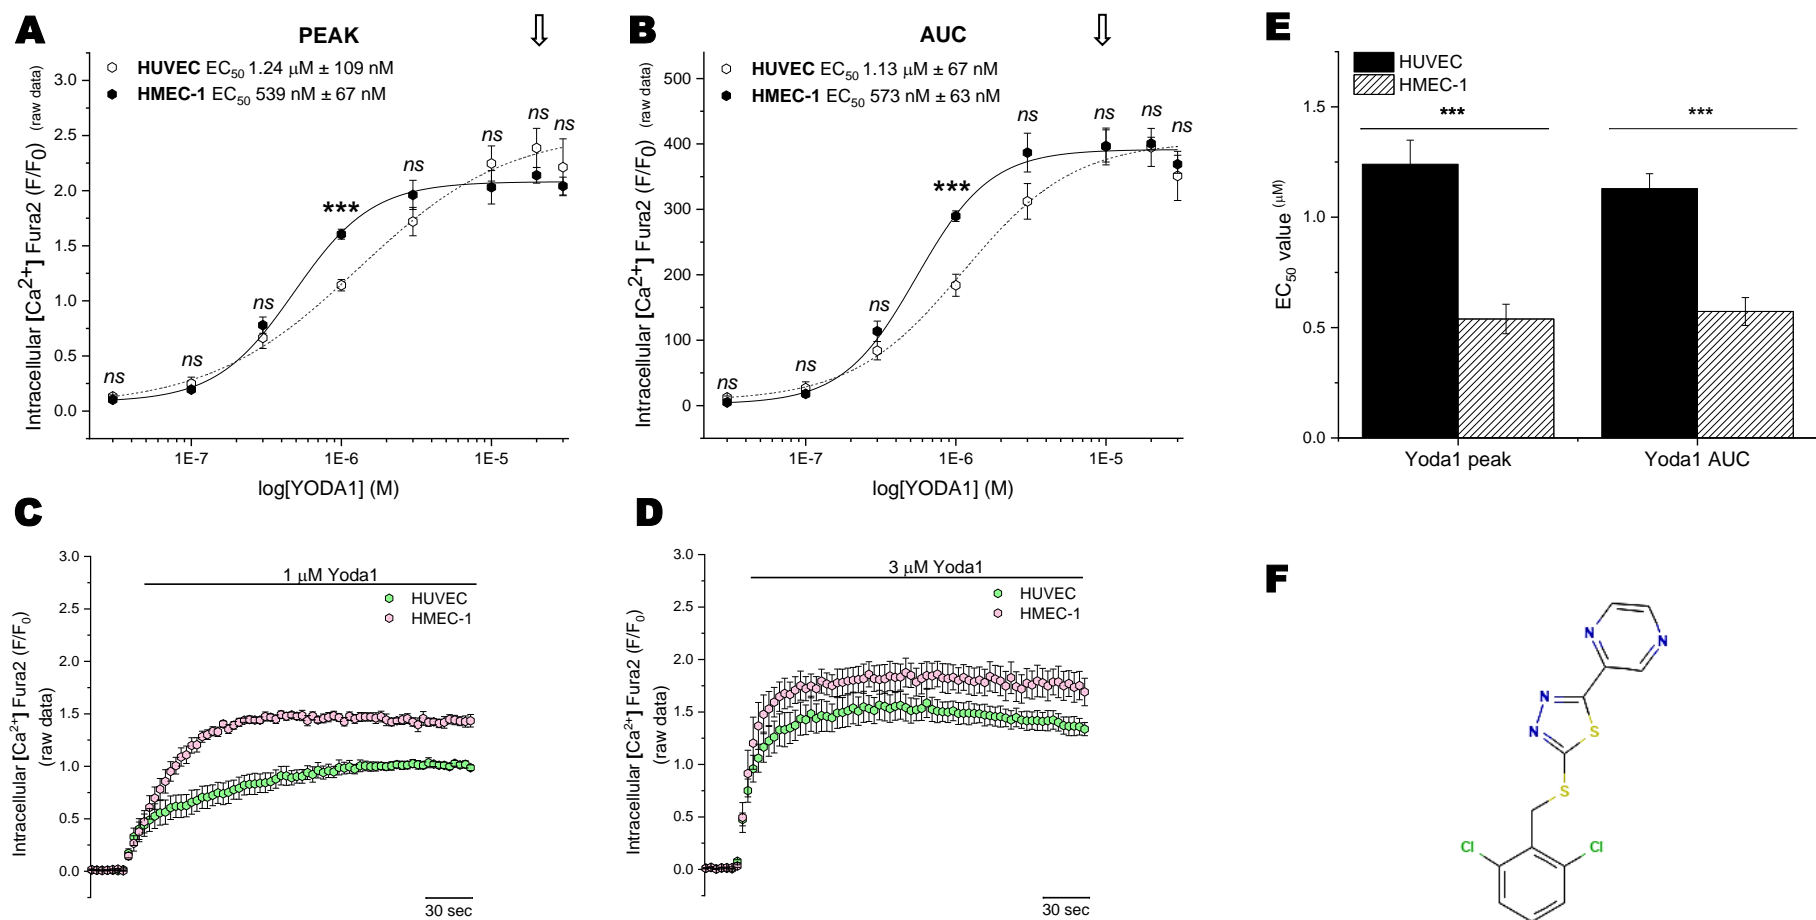 A
PEAK
HUVEC EC50 1.24 μM ± 109 nM
HMEC-1 EC50 539 nM ± 67 nM
Intracellular [Ca2+] Fura2 (F/F0) (raw data)
3.0
2.5
2.0
1.5
1.0
0.5
0.0
ns
ns
ns
***
ns
ns
ns
ns
1E-7
1E-6
1E-5
log[YODA1] (M)
B
AUC
HUVEC EC50 1.13 μM ± 67 nM
HMEC-1 EC50 573 nM ± 63 nM
Intracellular [Ca2+] Fura2 (F/F0) (raw data)
500
400
300
200
100
0
ns
ns
ns
***
ns
ns
ns
ns
1E-7
1E-6
1E-5
log[YODA1] (M)
E
HUVEC
HMEC-1
***
***
EC50 value (μM)
1.5
1.0
0.5
0.0
Yoda1 peak
Yoda1 AUC
C
1 μM Yoda1
HUVEC
HMEC-1
Intracellular [Ca2+] Fura2 (F/F0)
(raw data)
3.0
2.5
2.0
1.5
1.0
0.5
0.0
30 sec
D
3 μM Yoda1
HUVEC
HMEC-1
Intracellular [Ca2+] Fura2 (F/F0)
(raw data)
3.0
2.5
2.0
1.5
1.0
0.5
0.0
30 sec
F
N
N
N
N
S
S
Cl
Cl